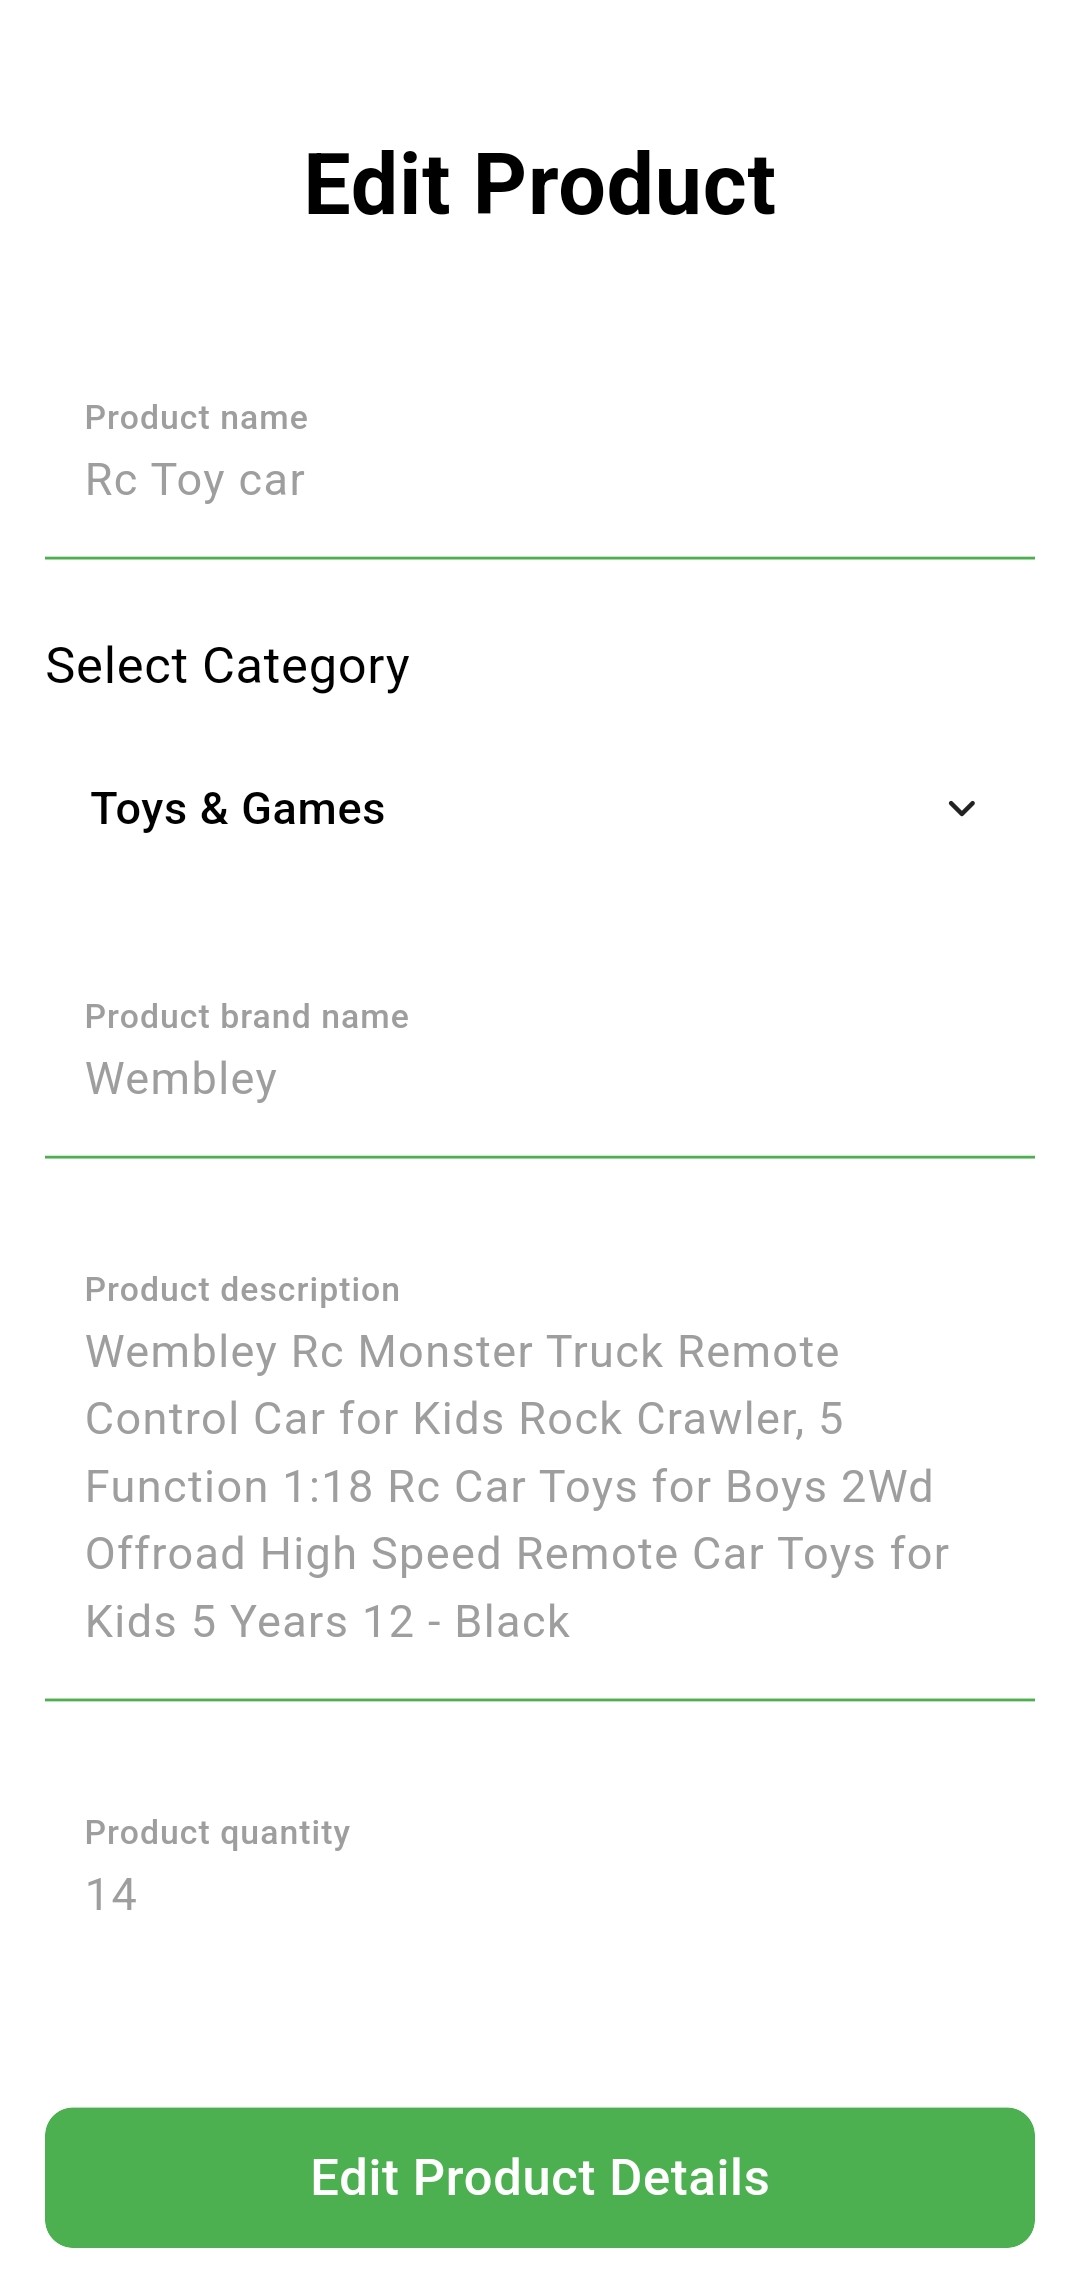 Edit Product
Product name
Rc Toy car
Select Category
Toys & Games
Product brand name
Wembley
Product description
Wembley Rc Monster Truck Remote
Control Car for Kids Rock Crawler, 5
Function 1:18 Rc Car Toys for Boys 2Wd
Offroad High Speed Remote Car Toys for
Kids 5 Years 12 - Black
Product quantity
14
Edit Product Details